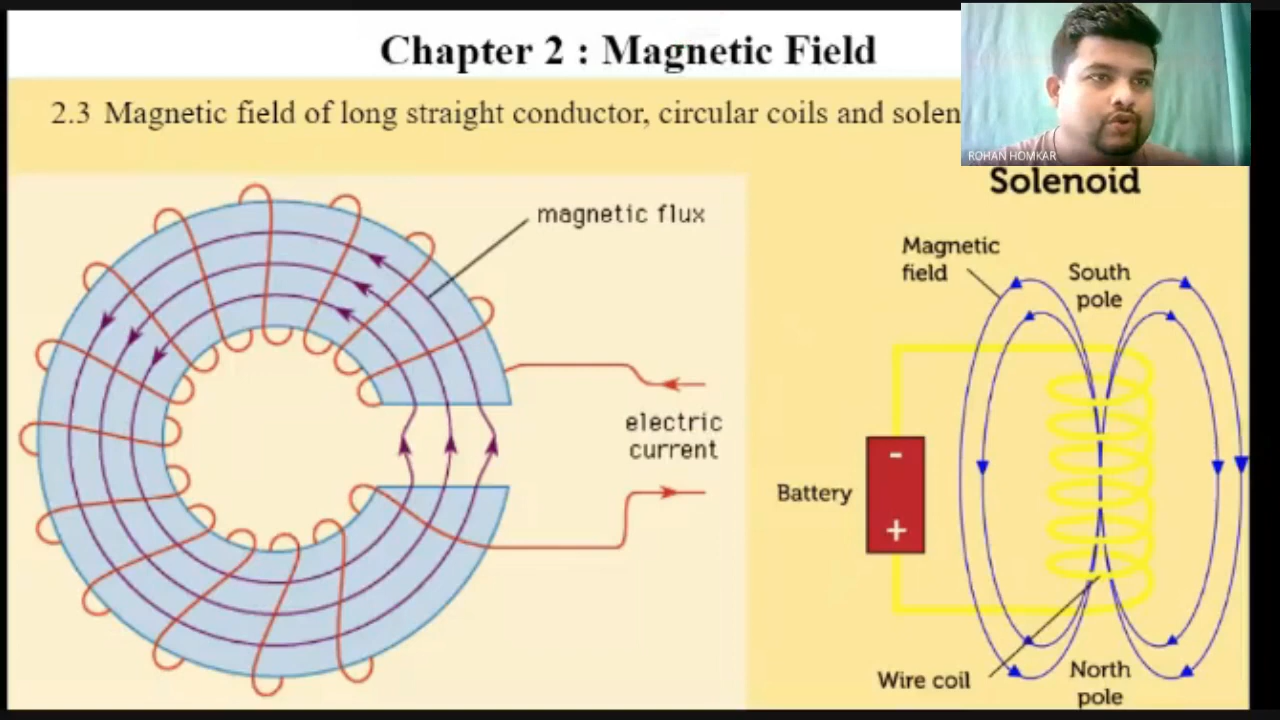 Chapter 2 : Magnetic Field
2.3 Magnetic field of long straight conductor, circular coils and solen
ROHAN HOMKAR
magnetic flux
electric
current
Solenoid
Magnetic
field
South
pole
-
Battery
+
Wire coil
North
pole